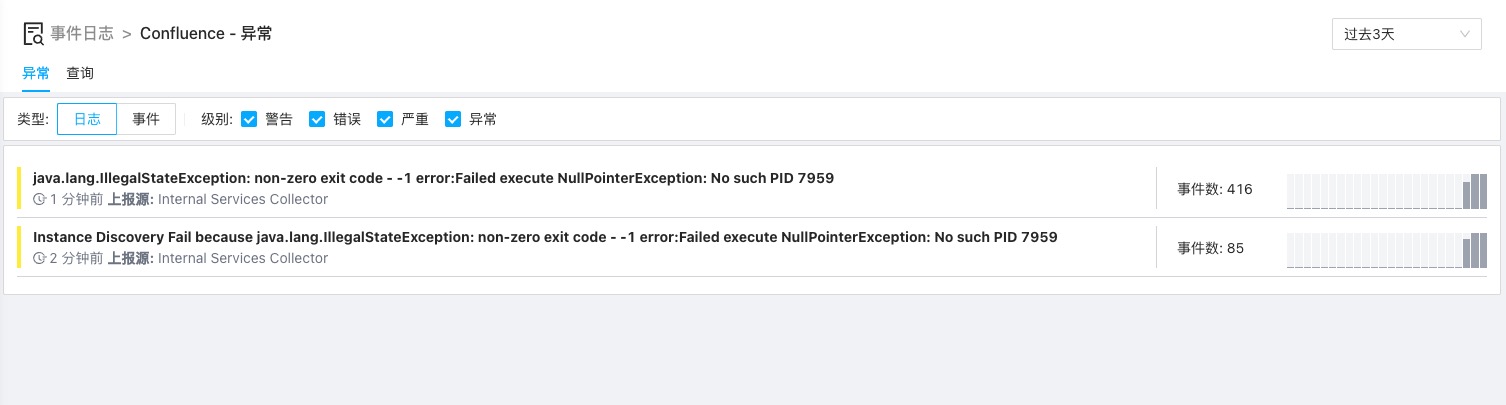 事件日志 > Confluence - 异常
过去3天
异常 查询
类型: 日志 事件 级别: 警告 错误 严重 异常
java.lang.IllegalStateException: non-zero exit code - -1 error:Failed execute NullPointerException: No such PID 7959
1 分钟前 上报源: Internal Services Collector
事件数: 416
Instance Discovery Fail because java.lang.IllegalStateException: non-zero exit code - -1 error:Failed execute NullPointerException: No such PID 7959
2 分钟前 上报源: Internal Services Collector
事件数: 85